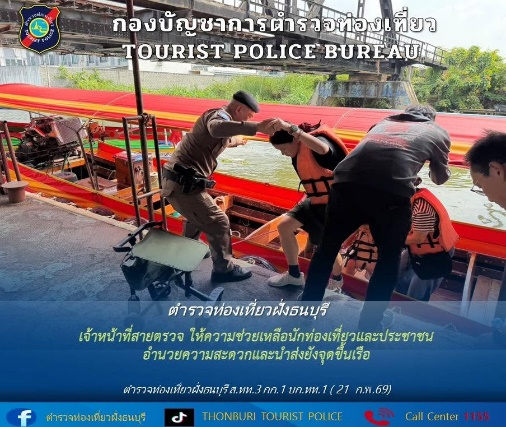 กองบัญชาการตำรวจท่องเที่ยว
TOURIST POLICE BUREAU
ตำรวจท่องเที่ยวฝั่งธนบุรี
เจ้าหน้าที่สายตรวจ ให้ความช่วยเหลือนักท่องเที่ยวและประชาชน
อำนวยความสะดวกและนำส่งยังจุดขึ้นเรือ
ตำรวจท่องเที่ยวฝั่งธนบุรี ส.ทท.3 กก.1 บก.ทท.1 ( 21 ก.พ.69)
ตำรวจท่องเที่ยวฝั่งธนบุรี THONBURI TOURIST POLICE Call Center 1155